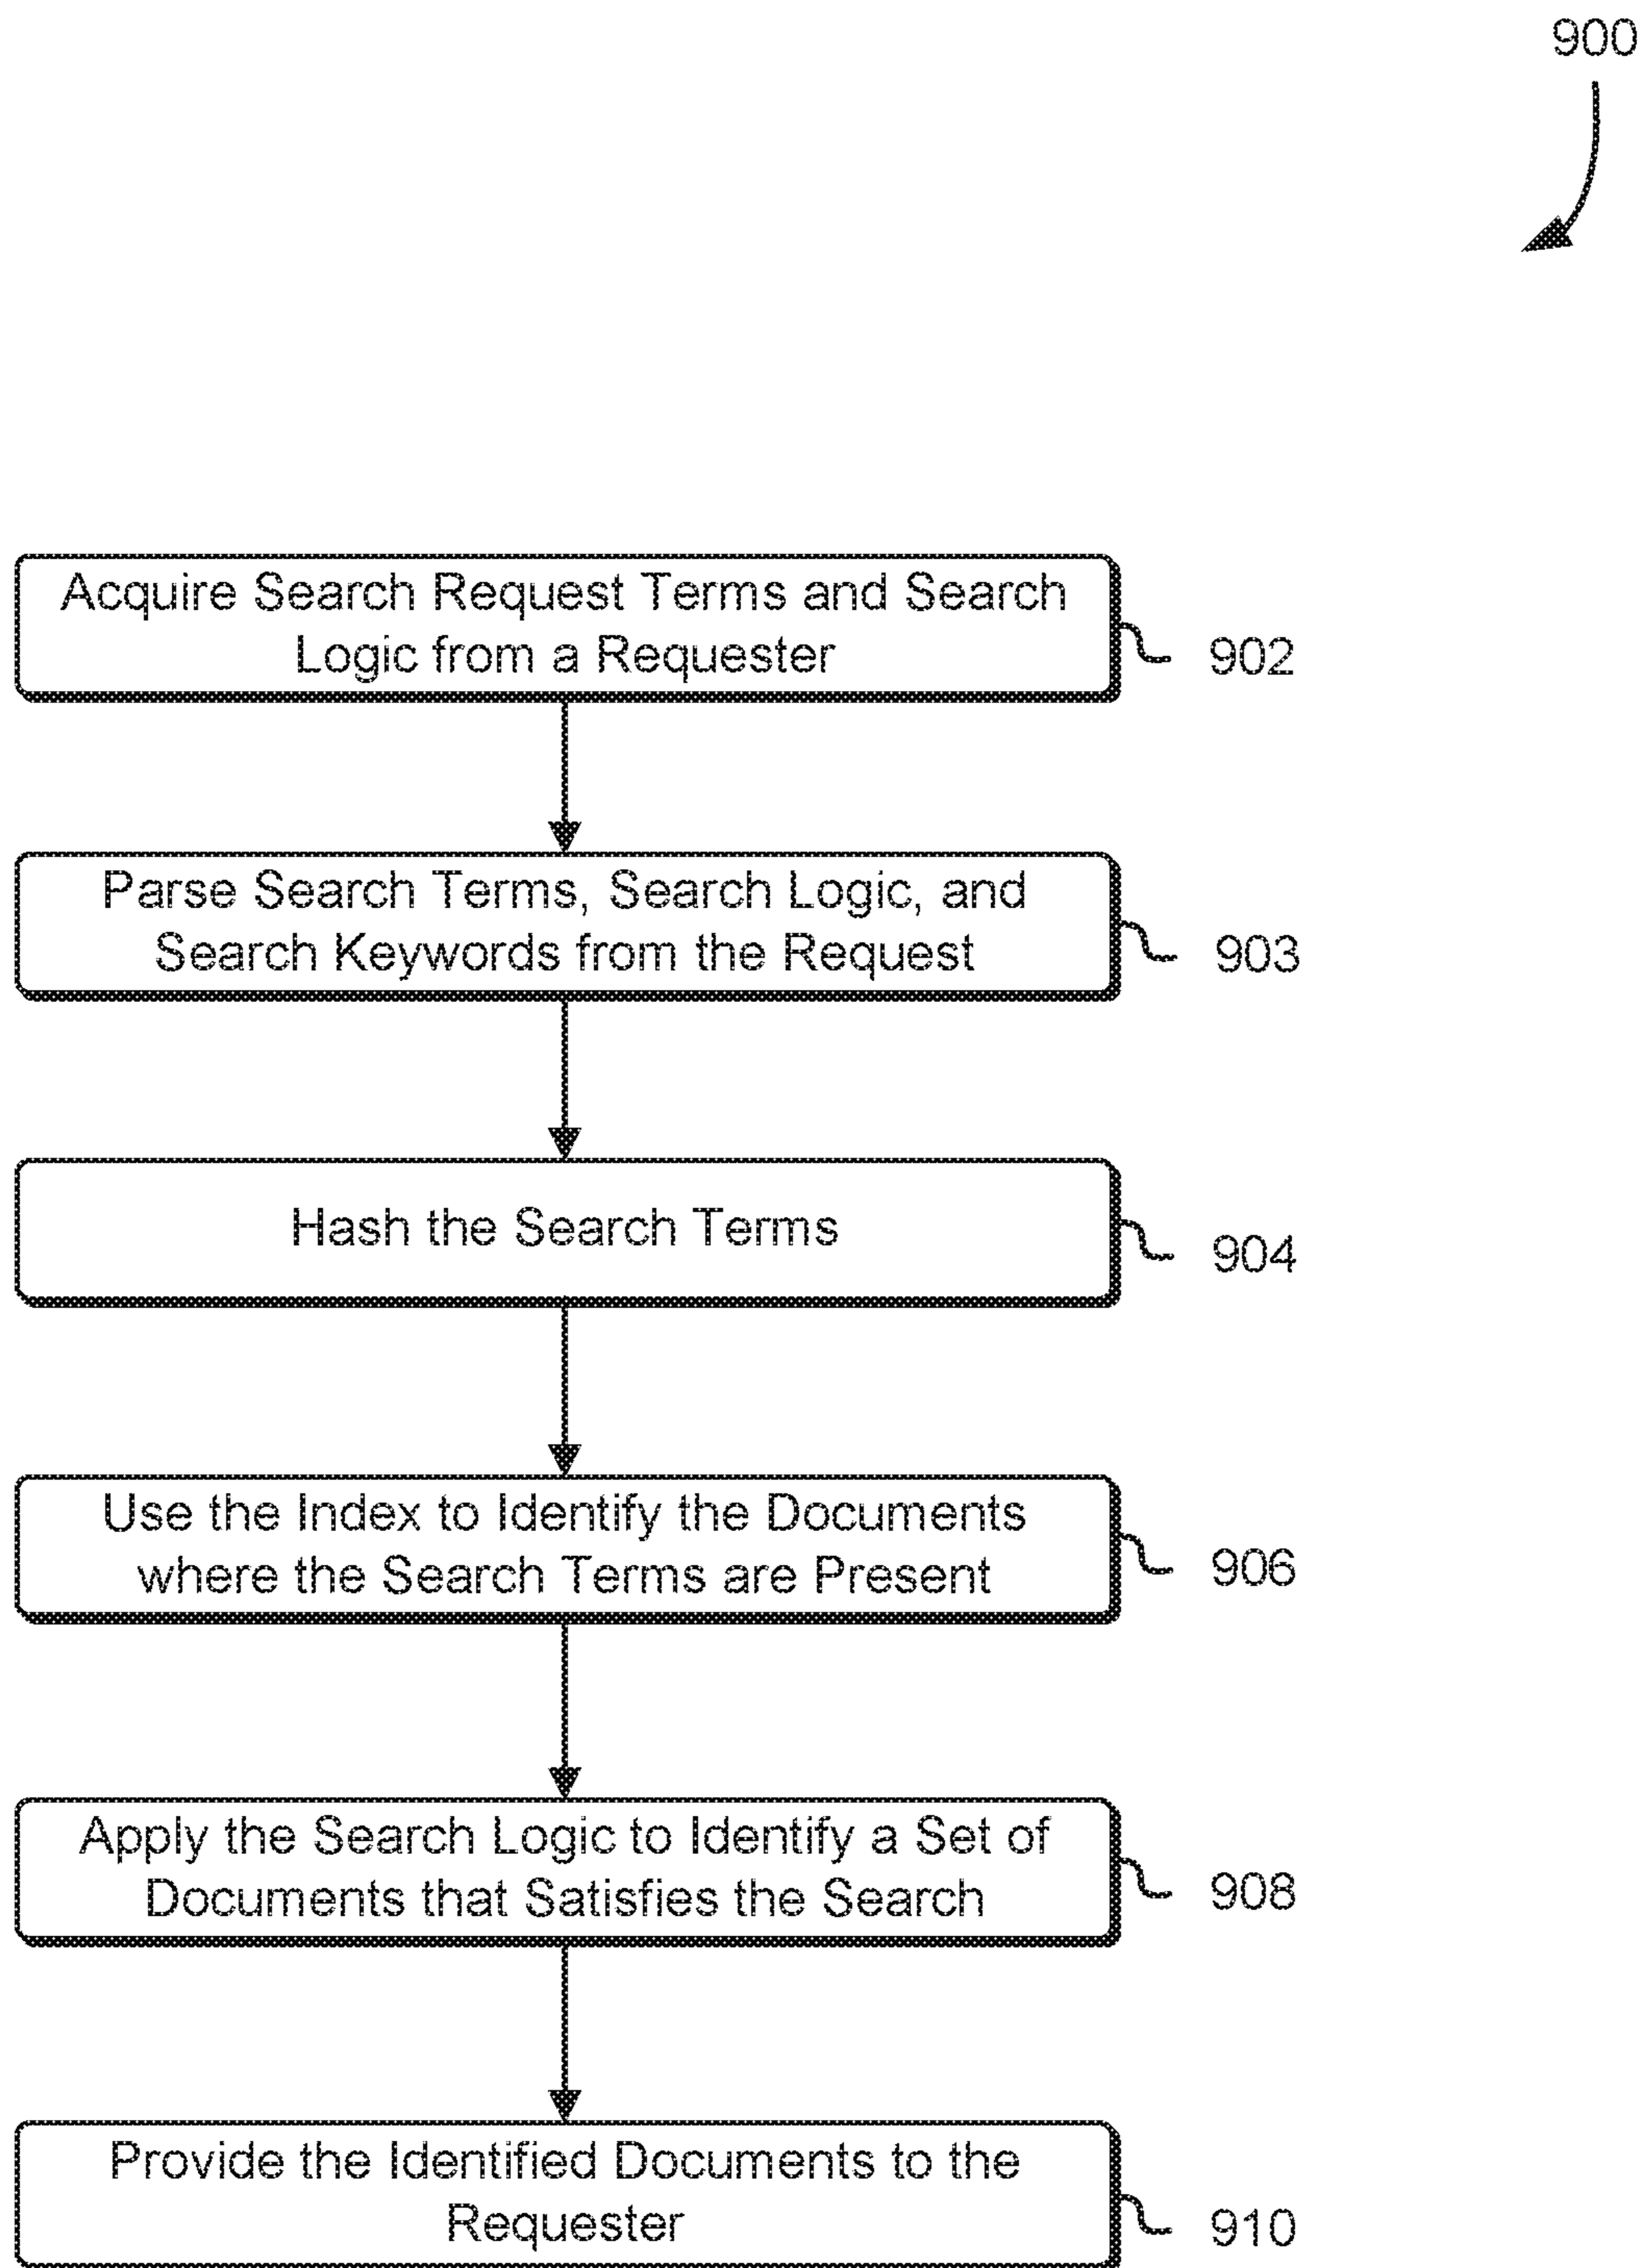 900
Acquire Search Request Terms and Search
Logic from a Requester
902
Parse Search Terms, Search Logic, and
Search Keywords from the Request
903
Hash the Search Terms
904
Use the Index to Identify the Documents
where the Search Terms are Present
906
Apply the Search Logic to Identify a Set of
Documents that Satisfies the Search
908
Provide the Identified Documents to the
Requester
910